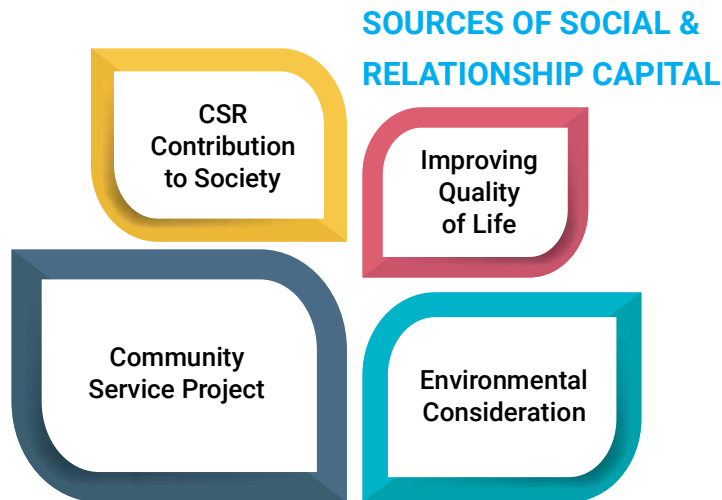 SOURCES OF SOCIAL &
RELATIONSHIP CAPITAL
CSR
Contribution
to Society
Improving
Quality
of Life
Community
Service Project
Environmental
Consideration